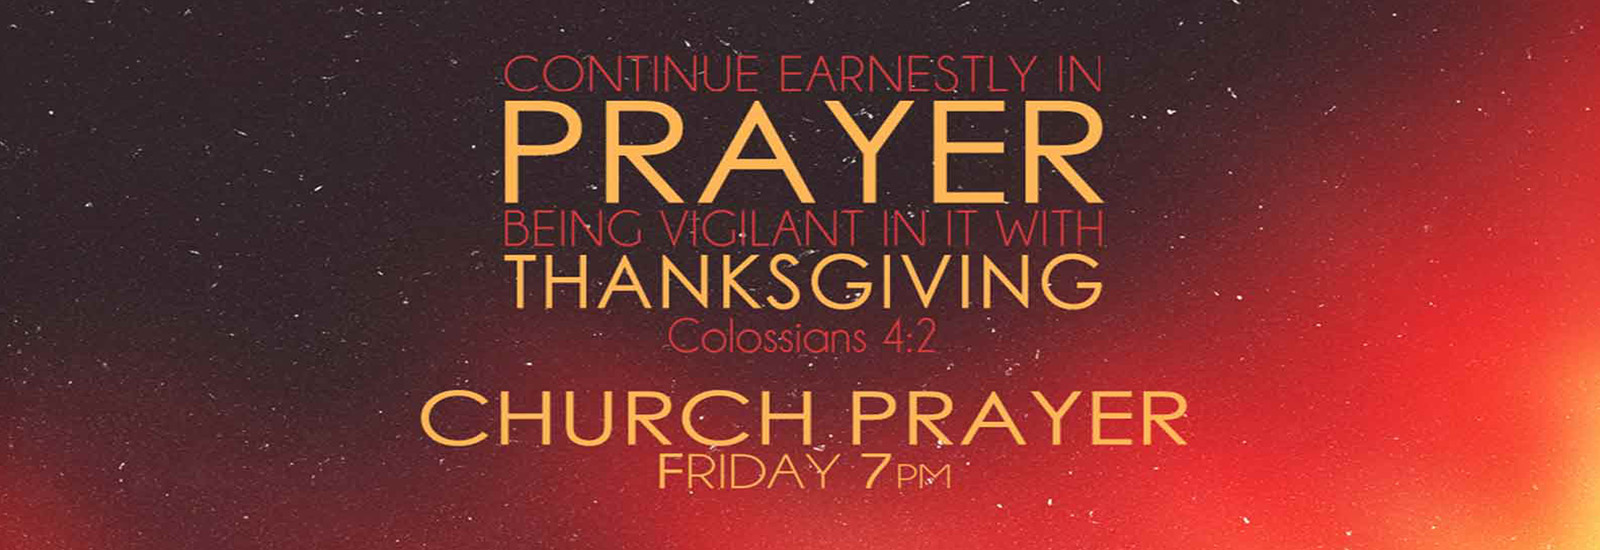 CONTINUE EARNESTLY IN
PRAYER
BEING VIGILANT IN IT WITH
THANKSGIVING
Colossians 4:2
CHURCH PRAYER
FRIDAY 7PM